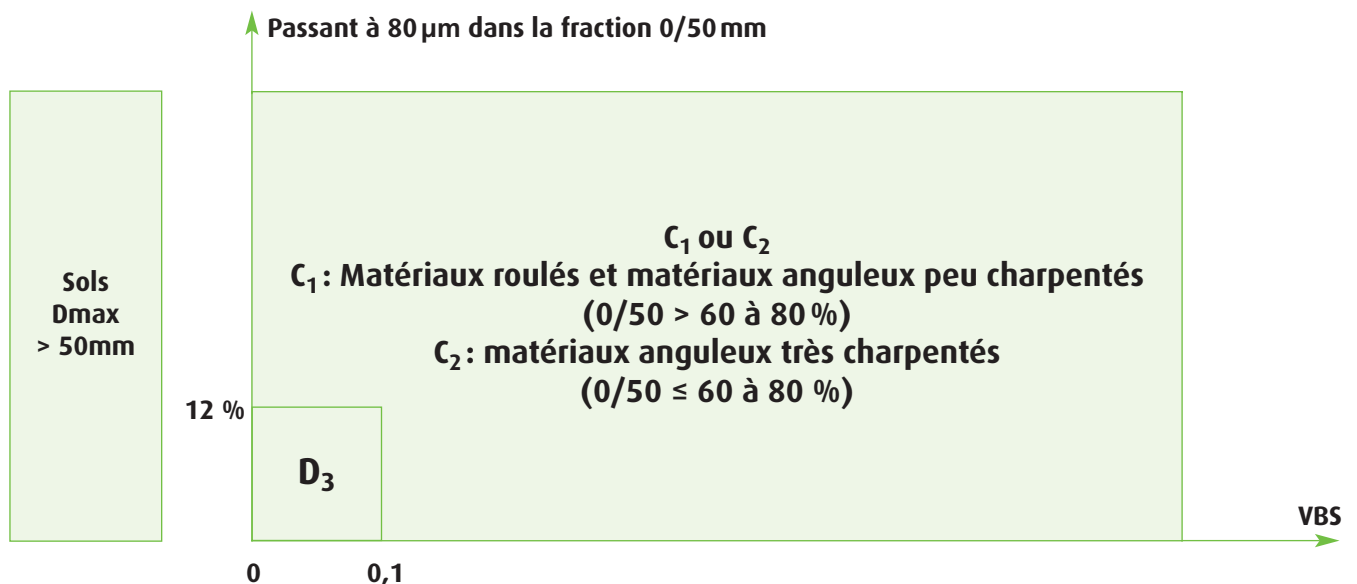 Passant à 80 µm dans la fraction 0/50 mm
Sols
Dmax
> 50mm
C₁ ou C₂
C₁ : Matériaux roulés et matériaux anguleux peu charpentés
(0/50 > 60 à 80 %)
C₂ : matériaux anguleux très charpentés
(0/50 ≤ 60 à 80 %)
12 %
D₃
VBS
0
0,1